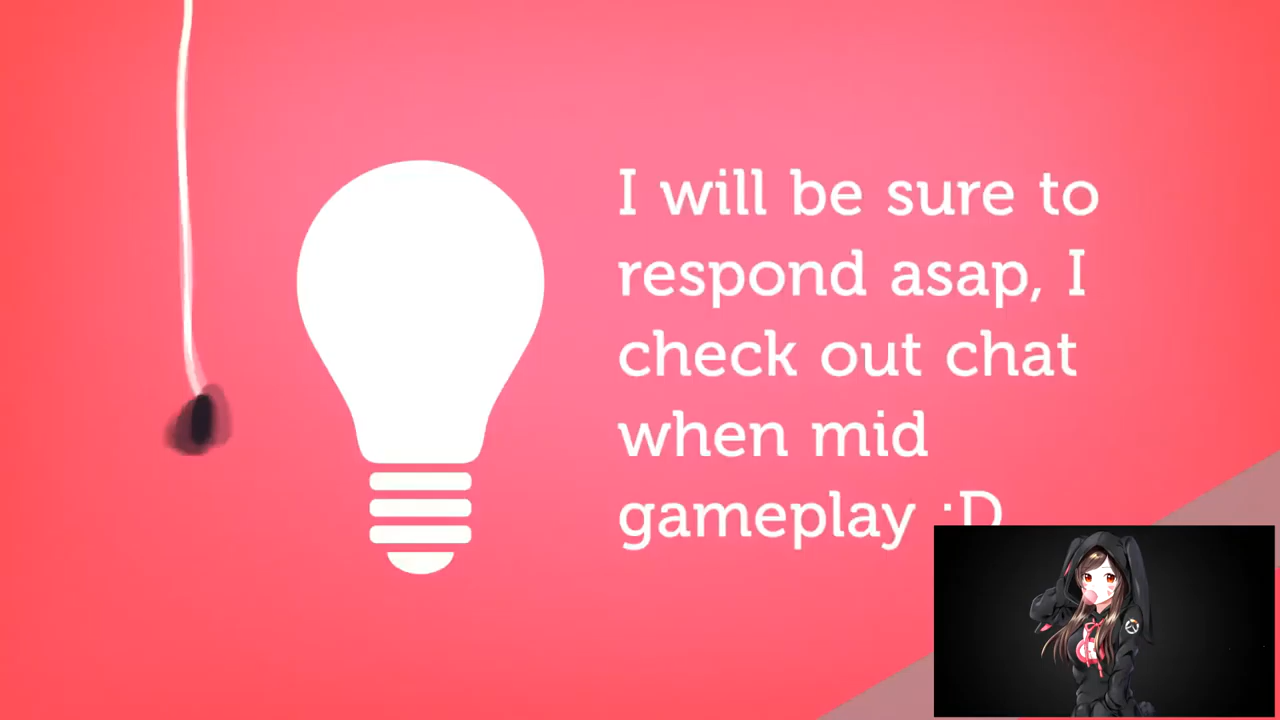 I will be sure to
respond asap, I
check out chat
when mid
gameplay :D